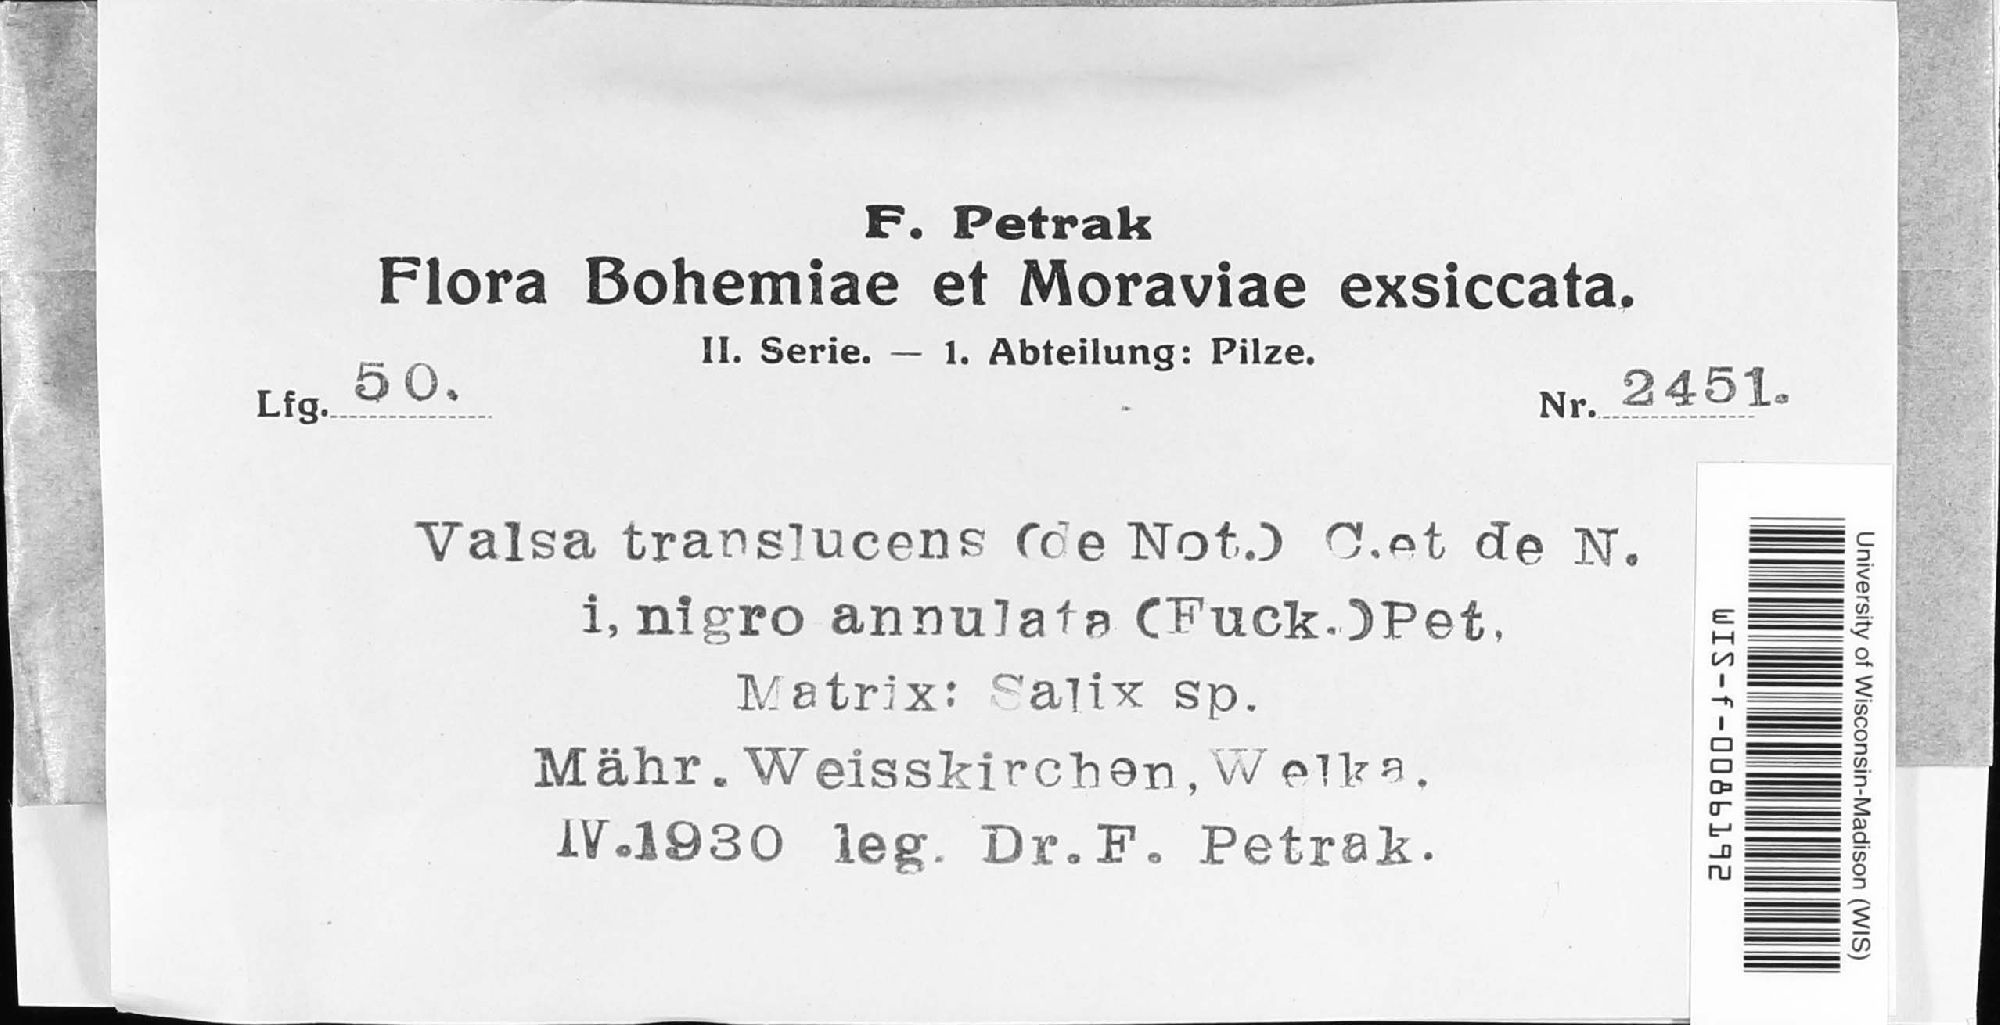 F. Petrak
Flora Bohemiae et Moraviae exsiccata.
II. Serie. — 1. Abteilung: Pilze.
Lfg. 50.
Nr. 2451.
Valsa translucens (de Not.) C.et de N.
i, nigro annulata (Fuck.)Pet.
Matrix: Salix sp.
Mähr. Weisskirchen, Welka.
IV.1930 leg. Dr.F. Petrak.
University of Wisconsin-Madison (WIS)
WIS-f-0086192